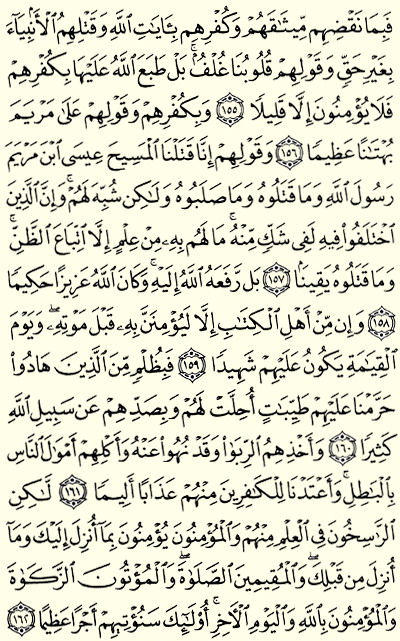 فَبِمَا نَقْضِهِم مِّيثَـٰقَهُمْ وَكُفْرِهِم بِـَٔايَـٰتِ ٱللَّهِ وَقَتْلِهِمُ ٱلْأَنۢبِيَآءَ
بِغَيْرِ حَقٍّ وَقَوْلِهِمْ قُلُوبُنَا غُلْفٌۢ ۚ بَلْ طَبَعَ ٱللَّهُ عَلَيْهَا بِكُفْرِهِمْ
فَلَا يُؤْمِنُونَ إِلَّا قَلِيلًا ١٥٥ وَبِكُفْرِهِمْ وَقَوْلِهِمْ عَلَىٰ مَرْيَمَ
بُهْتَـٰنًا عَظِيمًا ١٥٦ وَقَوْلِهِمْ إِنَّا قَتَلْنَا ٱلْمَسِيحَ عِيسَى ٱبْنَ مَرْيَمَ
رَسُولَ ٱللَّهِ وَمَا قَتَلُوهُ وَمَا صَلَبُوهُ وَلَـٰكِن شُبِّهَ لَهُمْ ۚ وَإِنَّ ٱلَّذِينَ
ٱخْتَلَفُوا۟ فِيهِ لَفِى شَكٍّ مِّنْهُ ۚ مَا لَهُم بِهِۦ مِنْ عِلْمٍ إِلَّا ٱتِّبَاعَ ٱلظَّنِّ ۚ
وَمَا قَتَلُوهُ يَقِينًۢا ١٥٧ بَل رَّفَعَهُ ٱللَّهُ إِلَيْهِ ۚ وَكَانَ ٱللَّهُ عَزِيزًا حَكِيمًا
١٥٨ وَإِن مِّنْ أَهْلِ ٱلْكِتَـٰبِ إِلَّا لَيُؤْمِنَنَّ بِهِۦ قَبْلَ مَوْتِهِۦ ۖ وَيَوْمَ
ٱلْقِيَـٰمَةِ يَكُونُ عَلَيْهِمْ شَهِيدًا ١٥٩ فَبِظُلْمٍ مِّنَ ٱلَّذِينَ هَادُوا۟
حَرَّمْنَا عَلَيْهِمْ طَيِّبَـٰتٍ أُحِلَّتْ لَهُمْ وَبِصَدِّهِمْ عَن سَبِيلِ ٱللَّهِ
كَثِيرًا ١٦٠ وَأَخْذِهِمُ ٱلرِّبَوٰا۟ وَقَدْ نُهُوا۟ عَنْهُ وَأَكْلِهِمْ أَمْوَٰلَ ٱلنَّاسِ
بِٱلْبَـٰطِلِ ۚ وَأَعْتَدْنَا لِلْكَـٰفِرِينَ مِنْهُمْ عَذَابًا أَلِيمًا ١٦١ لَّـٰكِنِ
ٱلرَّٰسِخُونَ فِى ٱلْعِلْمِ مِنْهُمْ وَٱلْمُؤْمِنُونَ يُؤْمِنُونَ بِمَآ أُنزِلَ إِلَيْكَ وَمَآ
أُنزِلَ مِن قَبْلِكَ ۚ وَٱلْمُقِيمِينَ ٱلصَّلَوٰةَ ۚ وَٱلْمُؤْتُونَ ٱلزَّكَوٰةَ
وَٱلْمُؤْمِنُونَ بِٱللَّهِ وَٱلْيَوْمِ ٱلْـَٔاخِرِ أُو۟لَـٰٓئِكَ سَنُؤْتِيهِمْ أَجْرًا عَظِيمًا ١٦٢